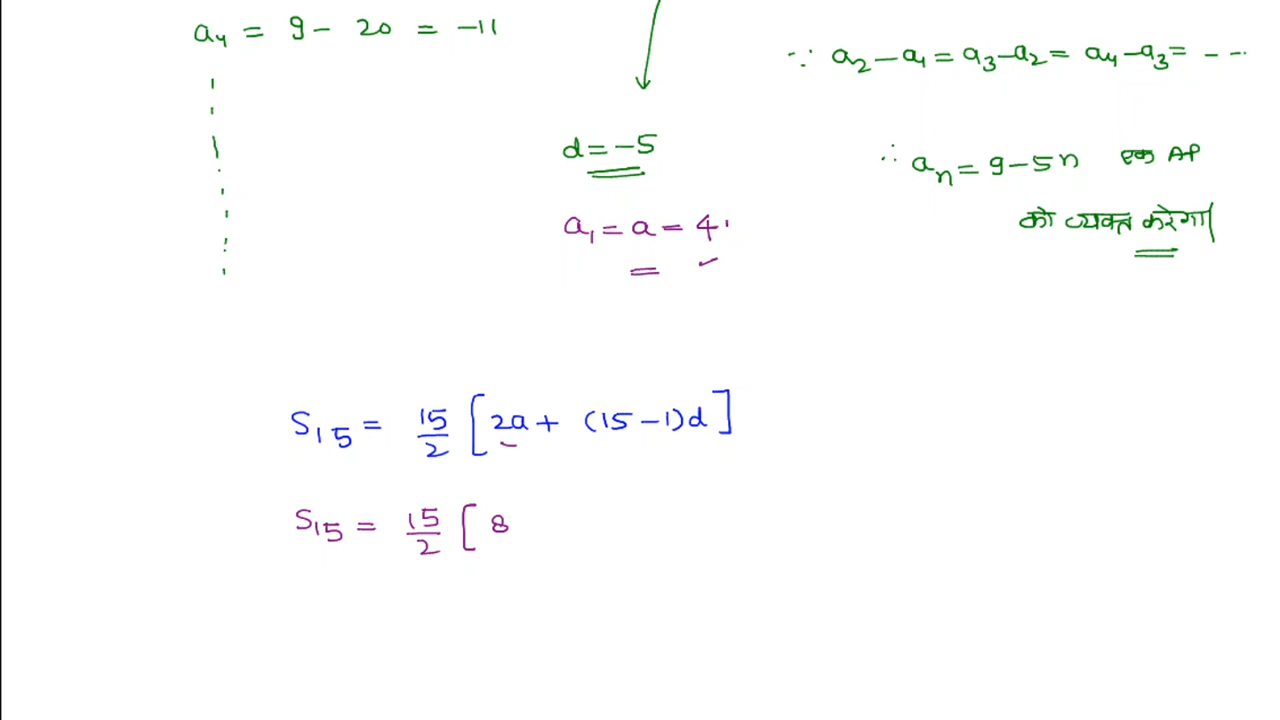 a₄ = 9 - 20 = -11
∵ a₂ - a₁ = a₃ - a₂ = a₄ - a₃ = - - -
d = -5
∴ aₙ = 9 - 5n एक AP
a₁ = a = 4
को व्यक्त करेगा|
S₁₅ = 15/2 [2a + (15 - 1)d]
S₁₅ = 15/2 [ 8